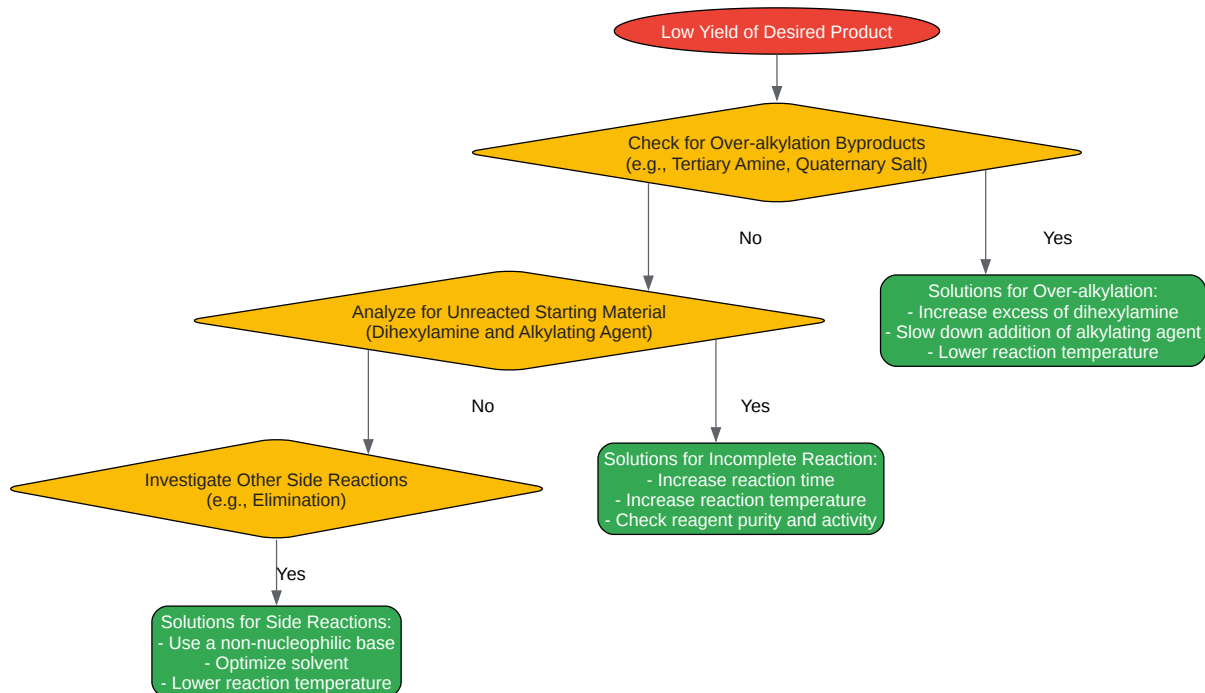 Low Yield of Desired Product
Check for Over-alkylation Byproducts
(e.g., Tertiary Amine, Quaternary Salt)
No
Yes
Analyze for Unreacted Starting Material
(Dihexylamine and Alkylating Agent)
Solutions for Over-alkylation:
- Increase excess of dihexylamine
- Slow down addition of alkylating agent
- Lower reaction temperature
No
Yes
Investigate Other Side Reactions
(e.g., Elimination)
Solutions for Incomplete Reaction:
- Increase reaction time
- Increase reaction temperature
- Check reagent purity and activity
Yes
Solutions for Side Reactions:
- Use a non-nucleophilic base
- Optimize solvent
- Lower reaction temperature